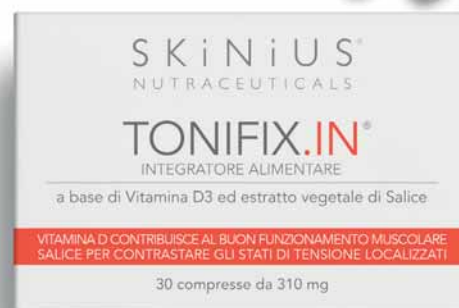 SKiNiUS®
NUTRACEUTICALS
TONIFIX.IN®
INTEGRATORE ALIMENTARE
a base di Vitamina D3 ed estratto vegetale di Salice
VITAMINA D CONTRIBUISCE AL BUON FUNZIONAMENTO MUSCOLARE
SALICE PER CONTRASTARE GLI STATI DI TENSIONE LOCALIZZATI
30 compresse da 310 mg